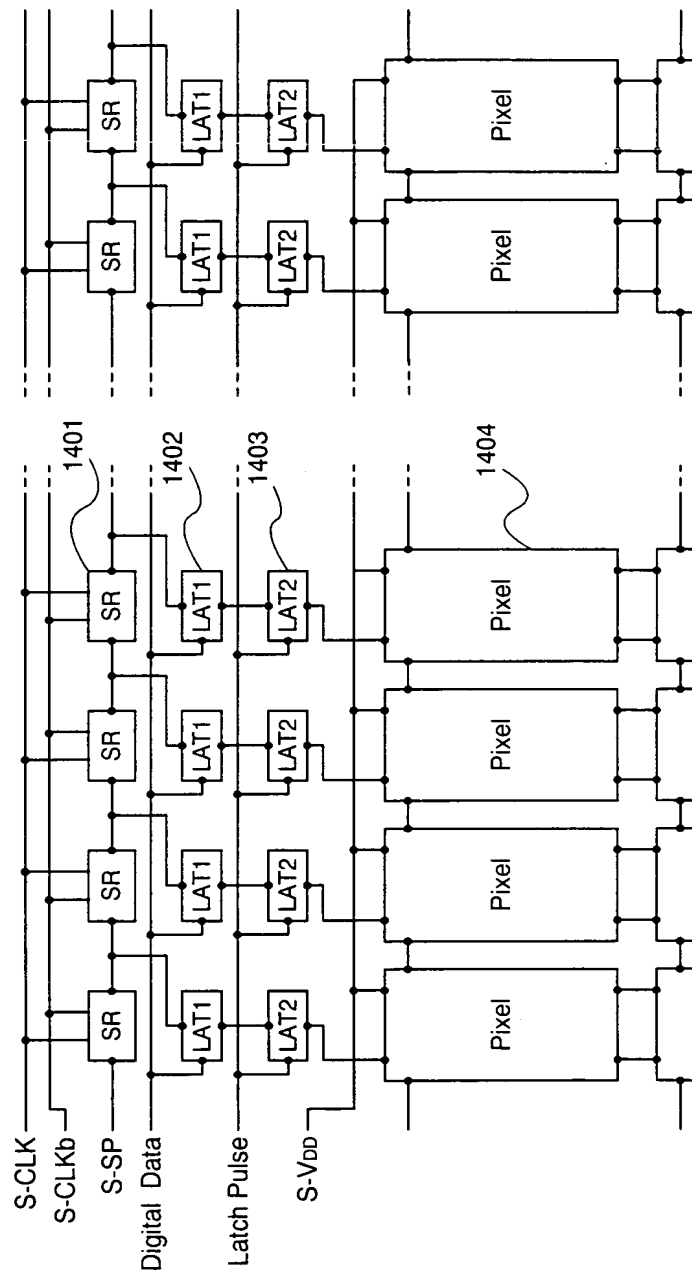 S-CLK
S-CLKb
S-SP
Digital Data
Latch Pulse
S-VDD
SR SR SR SR SR SR
1401
LAT1 LAT1 LAT1 LAT1 LAT1 LAT1
1402
LAT2 LAT2 LAT2 LAT2 LAT2 LAT2
1403
Pixel Pixel Pixel Pixel Pixel Pixel
1404